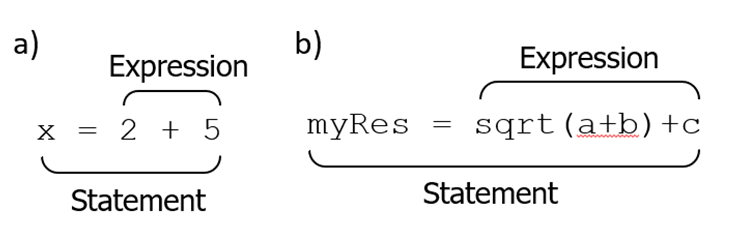 a)
Expression
x = 2 + 5
Statement
b)
Expression
myRes = sqrt(a+b)+c
Statement